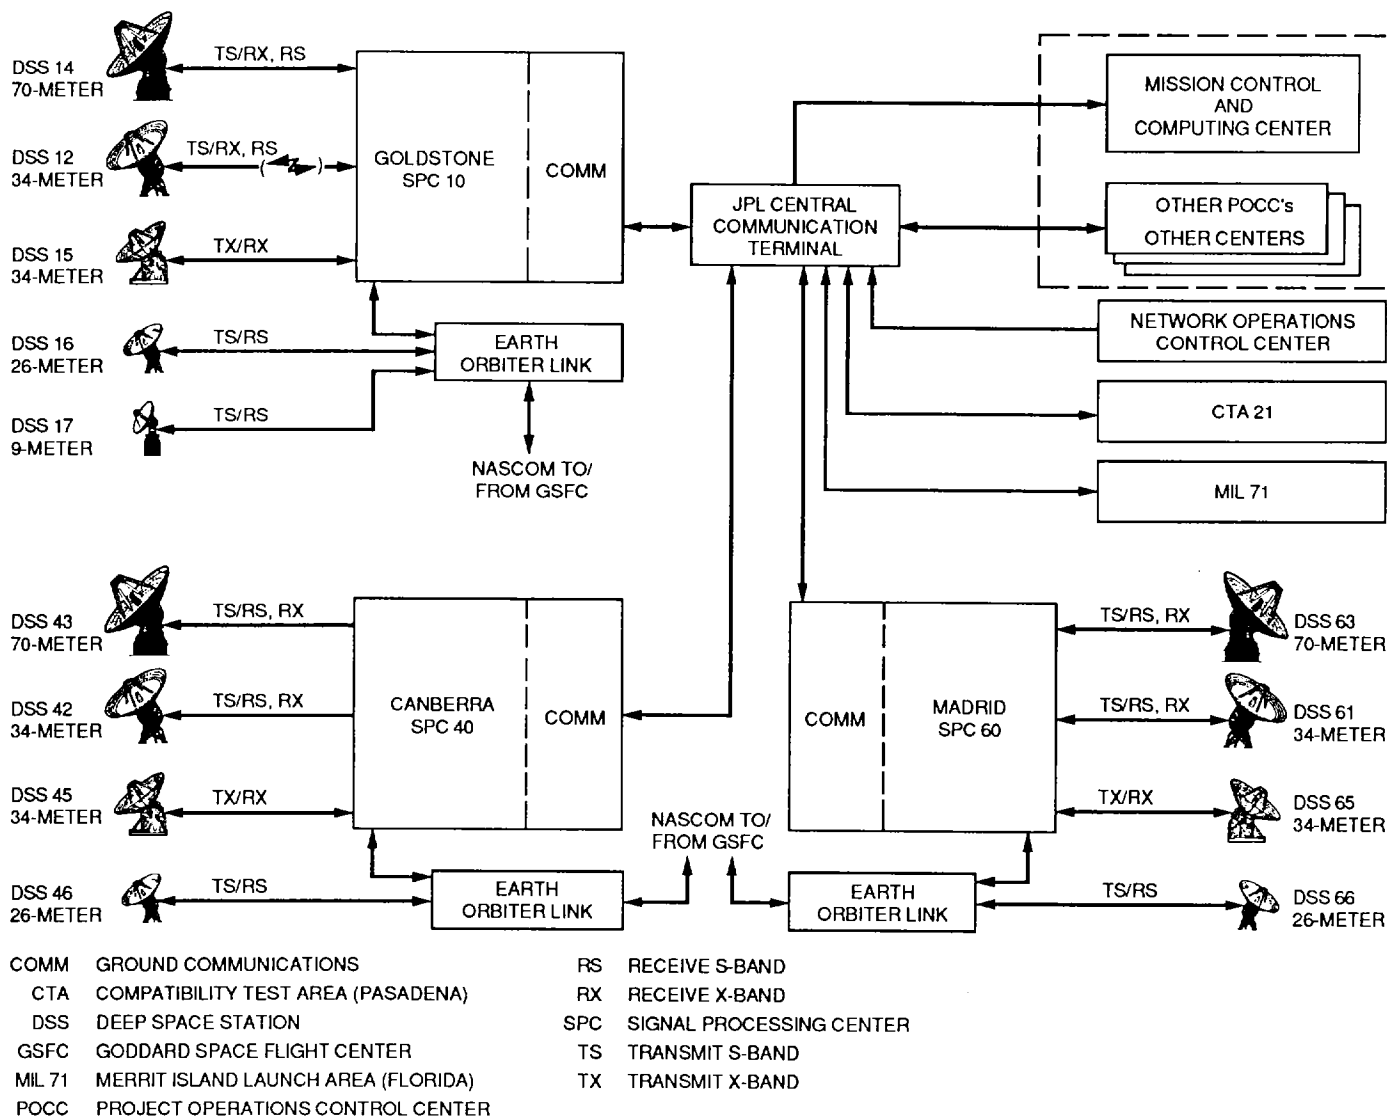 DSS 14
70-METER
TS/RX, RS
DSS 12
34-METER
TS/RX, RS
DSS 15
34-METER
TX/RX
GOLDSTONE
SPC 10
COMM
DSS 16
26-METER
TS/RS
DSS 17
9-METER
TS/RS
EARTH
ORBITER LINK
NASCOM TO/
FROM GSFC
JPL CENTRAL
COMMUNICATION
TERMINAL
MISSION CONTROL
AND
COMPUTING CENTER
OTHER POCC's
OTHER CENTERS
NETWORK OPERATIONS
CONTROL CENTER
CTA 21
MIL 71
DSS 43
70-METER
TS/RS, RX
DSS 42
34-METER
TS/RS, RX
DSS 45
34-METER
TX/RX
CANBERRA
SPC 40
COMM
DSS 46
26-METER
TS/RS
EARTH
ORBITER LINK
NASCOM TO/
FROM GSFC
COMM
MADRID
SPC 60
TS/RS, RX
DSS 63
70-METER
TS/RS, RX
DSS 61
34-METER
TX/RX
DSS 65
34-METER
EARTH
ORBITER LINK
TS/RS
DSS 66
26-METER
COMM GROUND COMMUNICATIONS
CTA COMPATIBILITY TEST AREA (PASADENA)
DSS DEEP SPACE STATION
GSFC GODDARD SPACE FLIGHT CENTER
MIL 71 MERRIT ISLAND LAUNCH AREA (FLORIDA)
POCC PROJECT OPERATIONS CONTROL CENTER
RS RECEIVE S-BAND
RX RECEIVE X-BAND
SPC SIGNAL PROCESSING CENTER
TS TRANSMIT S-BAND
TX TRANSMIT X-BAND